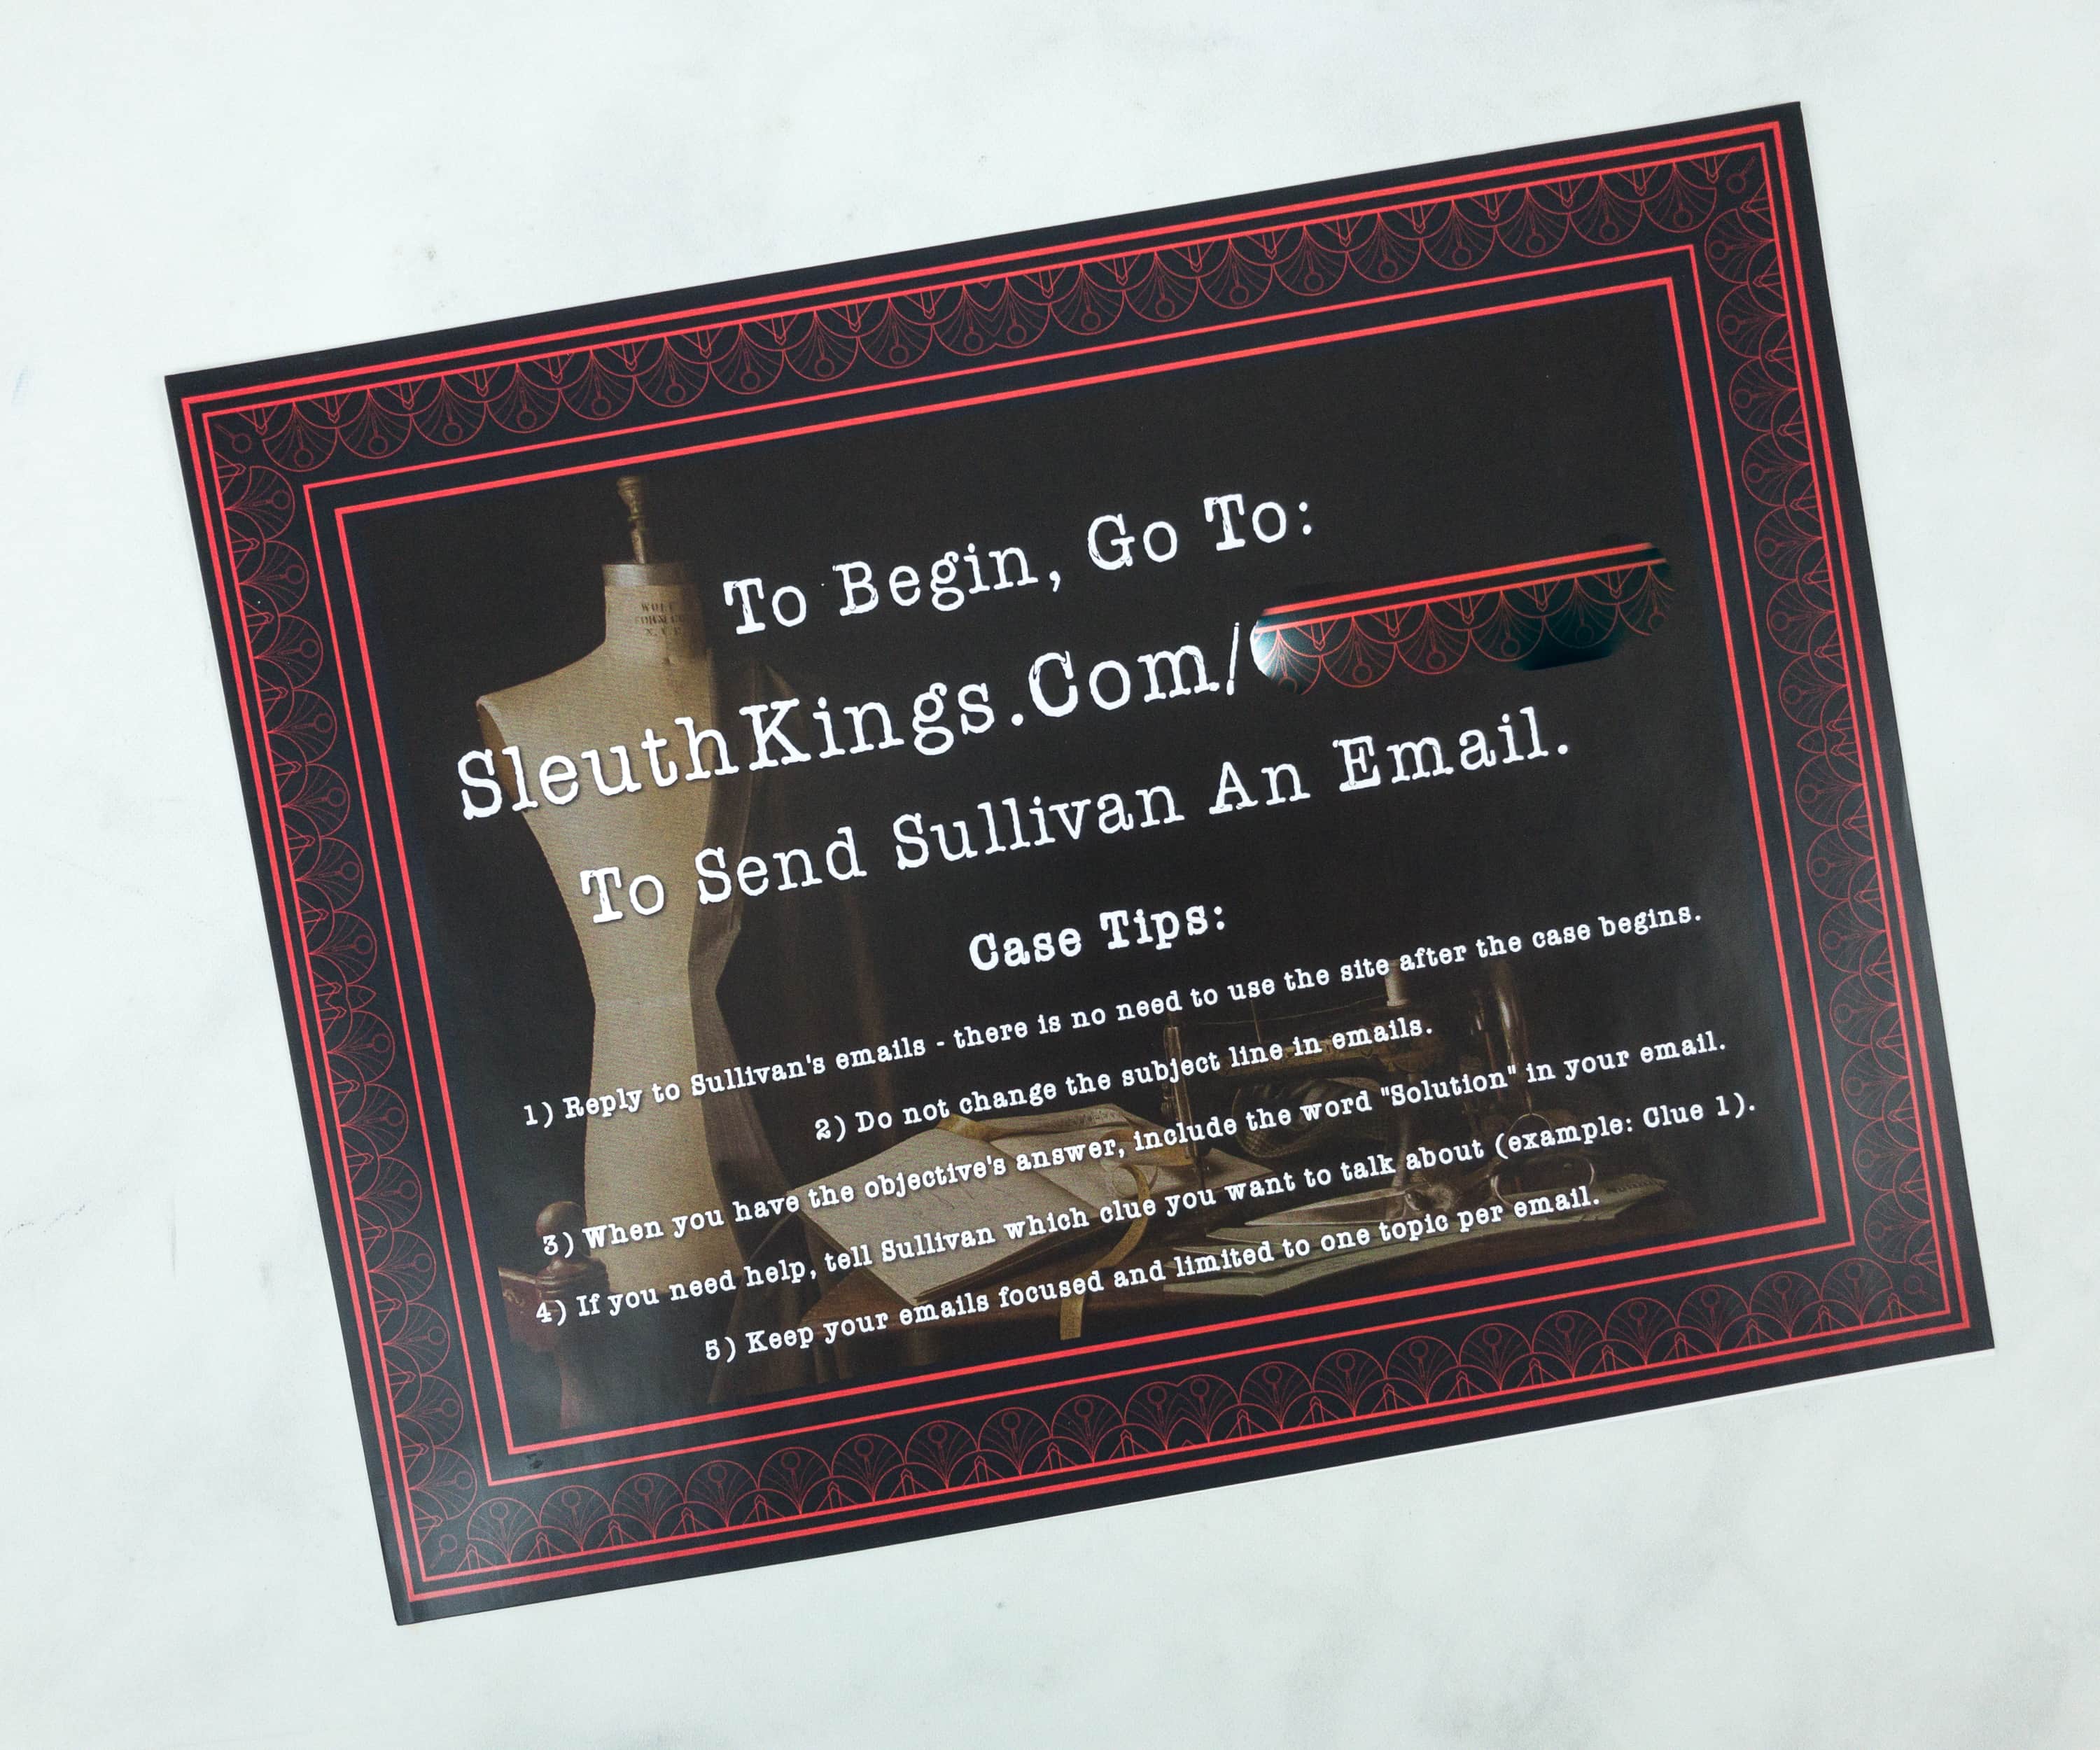 To Begin, Go To:
SleuthKings.Com/
To Send Sullivan An Email.
Case Tips:
1) Reply to Sullivan's emails - there is no need to use the site after the case begins.
2) Do not change the subject line in emails.
3) When you have the objective's answer, include the word "Solution" in your email.
4) If you need help, tell Sullivan which clue you want to talk about (example: Clue 1).
5) Keep your emails focused and limited to one topic per email.